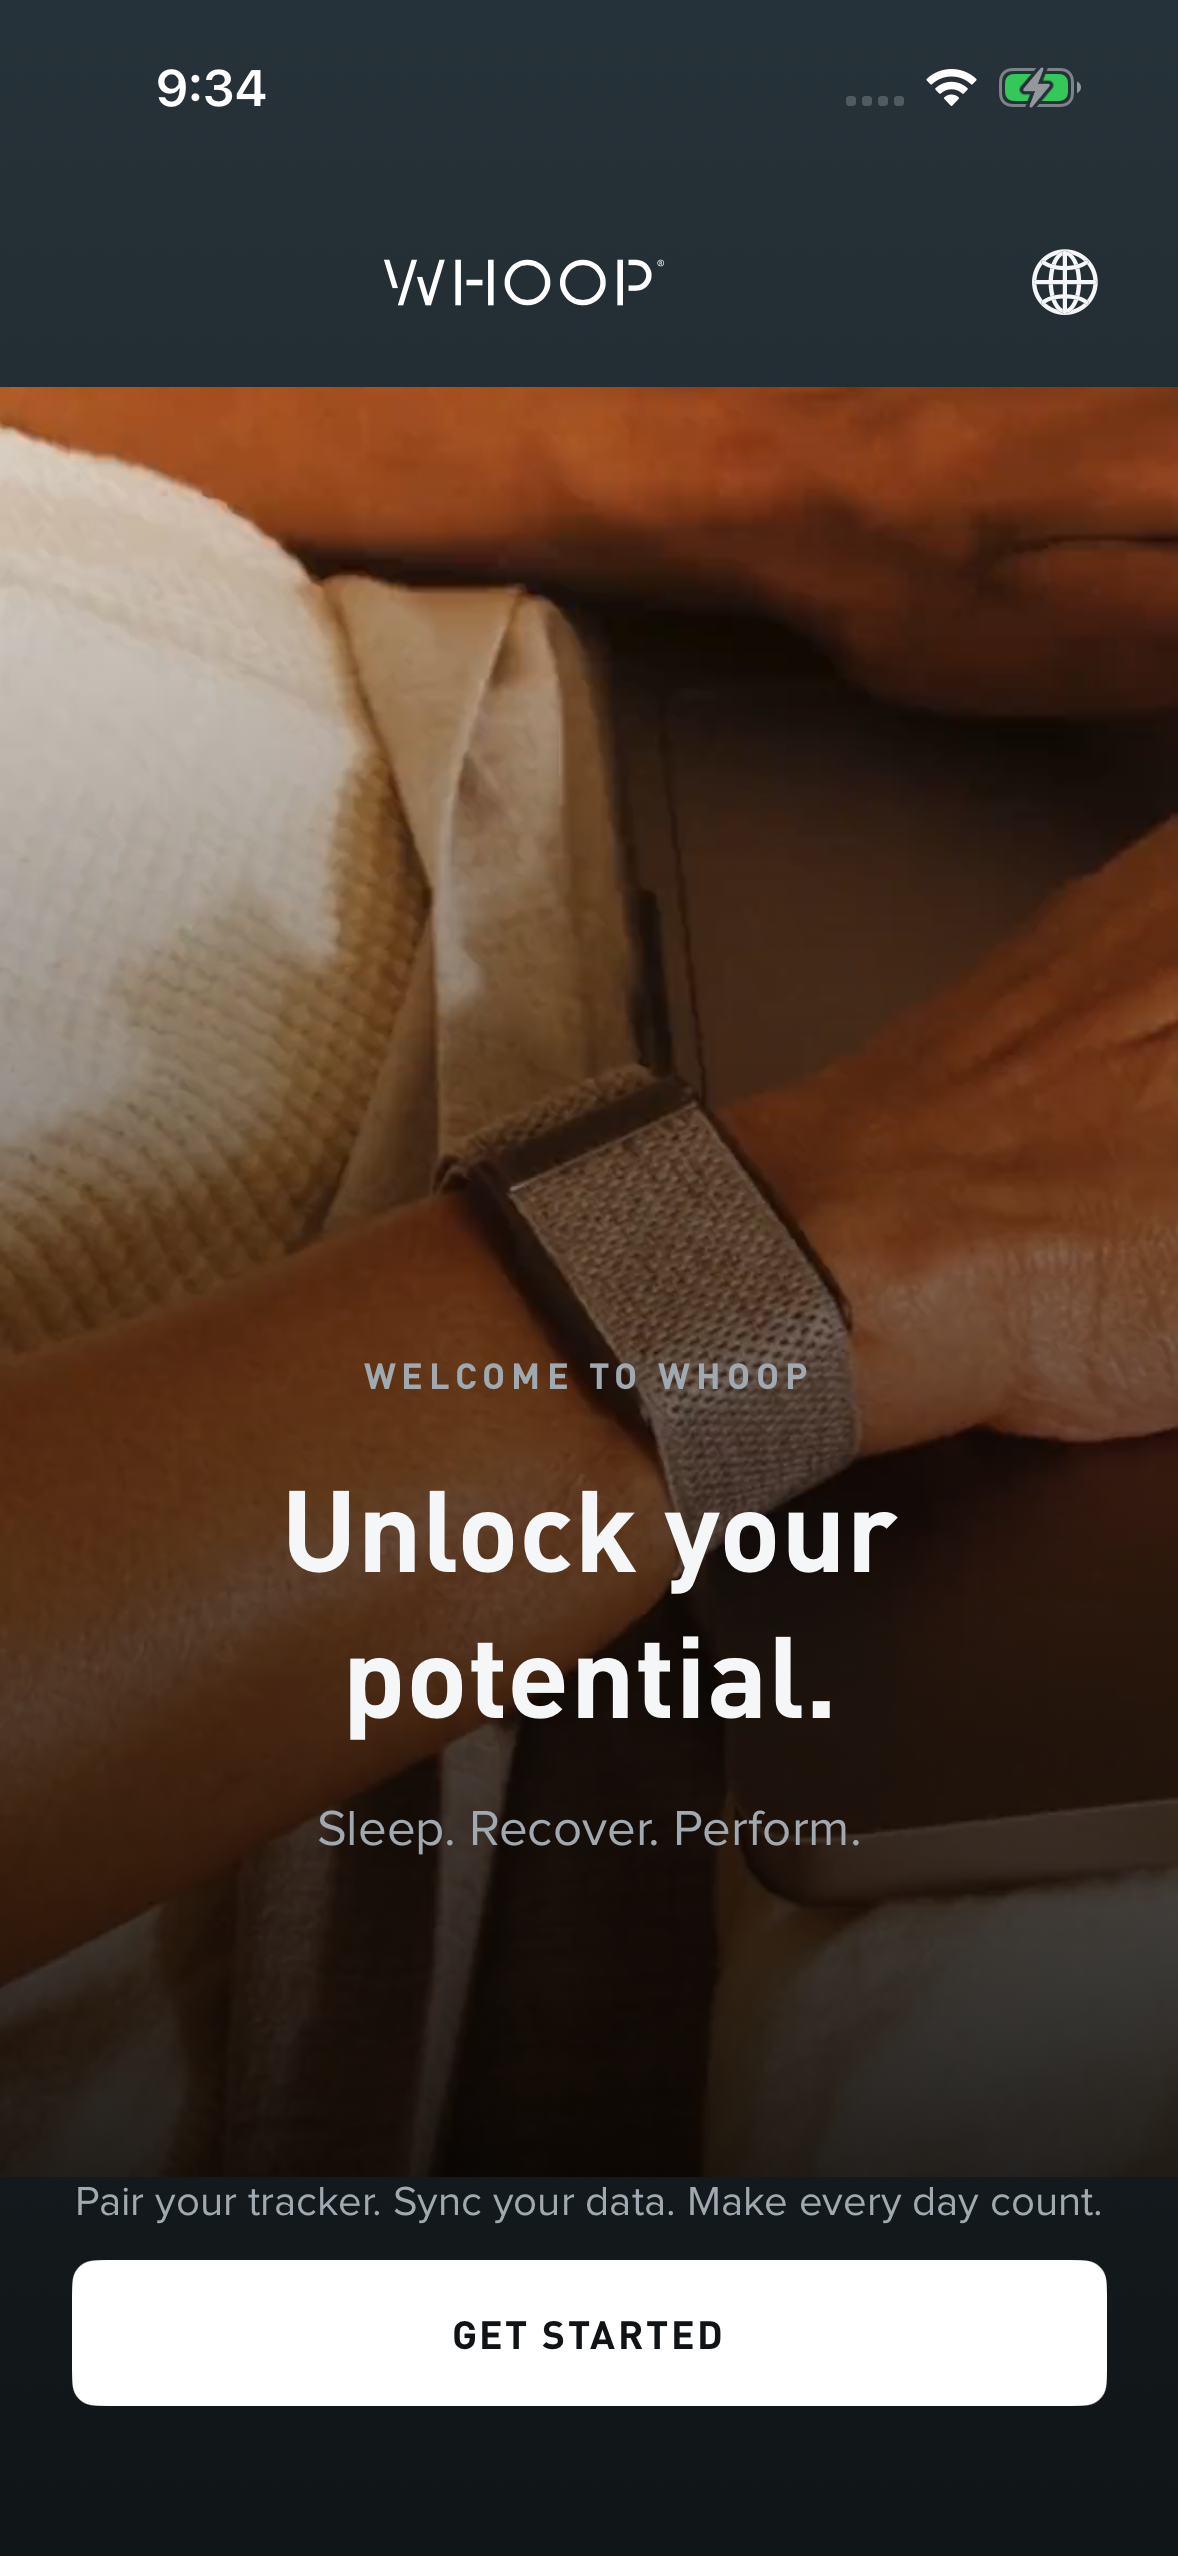 9:34
WHOOP®
WELCOME TO WHOOP
Unlock your
potential.
Sleep. Recover. Perform.
Pair your tracker. Sync your data. Make every day count.
GET STARTED